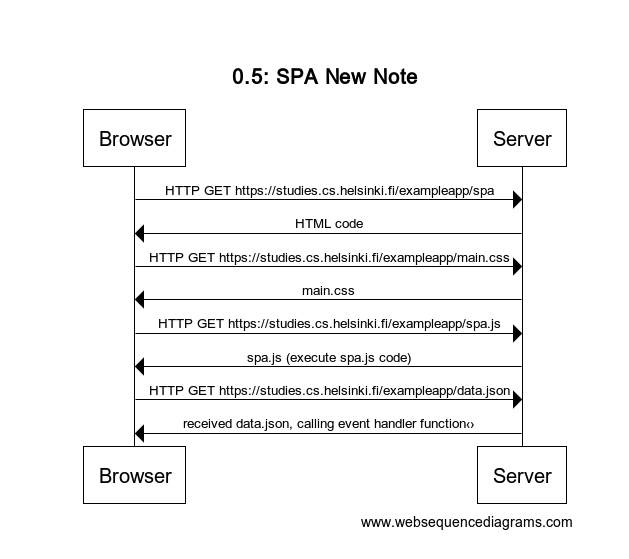 0.5: SPA New Note
Browser
Server
HTTP GET https://studies.cs.helsinki.fi/exampleapp/spa
HTML code
HTTP GET https://studies.cs.helsinki.fi/exampleapp/main.css
main.css
HTTP GET https://studies.cs.helsinki.fi/exampleapp/spa.js
spa.js (execute spa.js code)
HTTP GET https://studies.cs.helsinki.fi/exampleapp/data.json
received data.json, calling event handler function‹›
Browser
Server
www.websequencediagrams.com